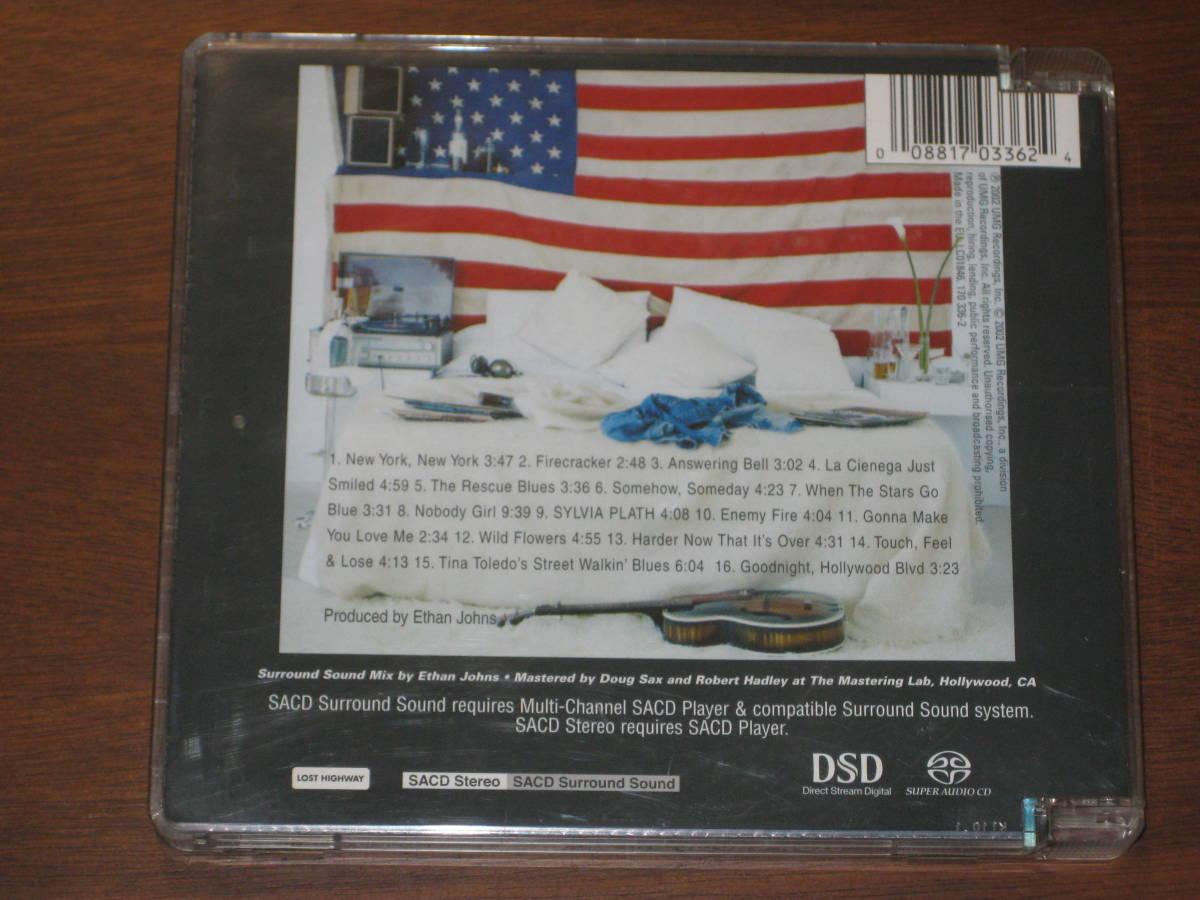 0 08817 03362 4
℗ 2002 UMG Recordings, Inc. © 2002 UMG Recordings, Inc., a division
of UMG Recordings, Inc. All rights reserved. Unauthorised copying,
reproduction, hiring, lending, public performance and broadcasting prohibited.
Made in the EU. LC01846. 170 336-2
1. New York, New York 3:47 2. Firecracker 2:48 3. Answering Bell 3:02 4. La Cienega Just
Smiled 4:59 5. The Rescue Blues 3:36 6. Somehow, Someday 4:23 7. When The Stars Go
Blue 3:31 8. Nobody Girl 9:39 9. SYLVIA PLATH 4:08 10. Enemy Fire 4:04 11. Gonna Make
You Love Me 2:34 12. Wild Flowers 4:55 13. Harder Now That It's Over 4:31 14. Touch, Feel
& Lose 4:13 15. Tina Toledo's Street Walkin' Blues 6:04 16. Goodnight, Hollywood Blvd 3:23
Produced by Ethan Johns
Surround Sound Mix by Ethan Johns • Mastered by Doug Sax and Robert Hadley at The Mastering Lab, Hollywood, CA
SACD Surround Sound requires Multi-Channel SACD Player & compatible Surround Sound system.
SACD Stereo requires SACD Player.
LOST HIGHWAY
SACD Stereo SACD Surround Sound
DSD
Direct Stream Digital
SUPER AUDIO CD